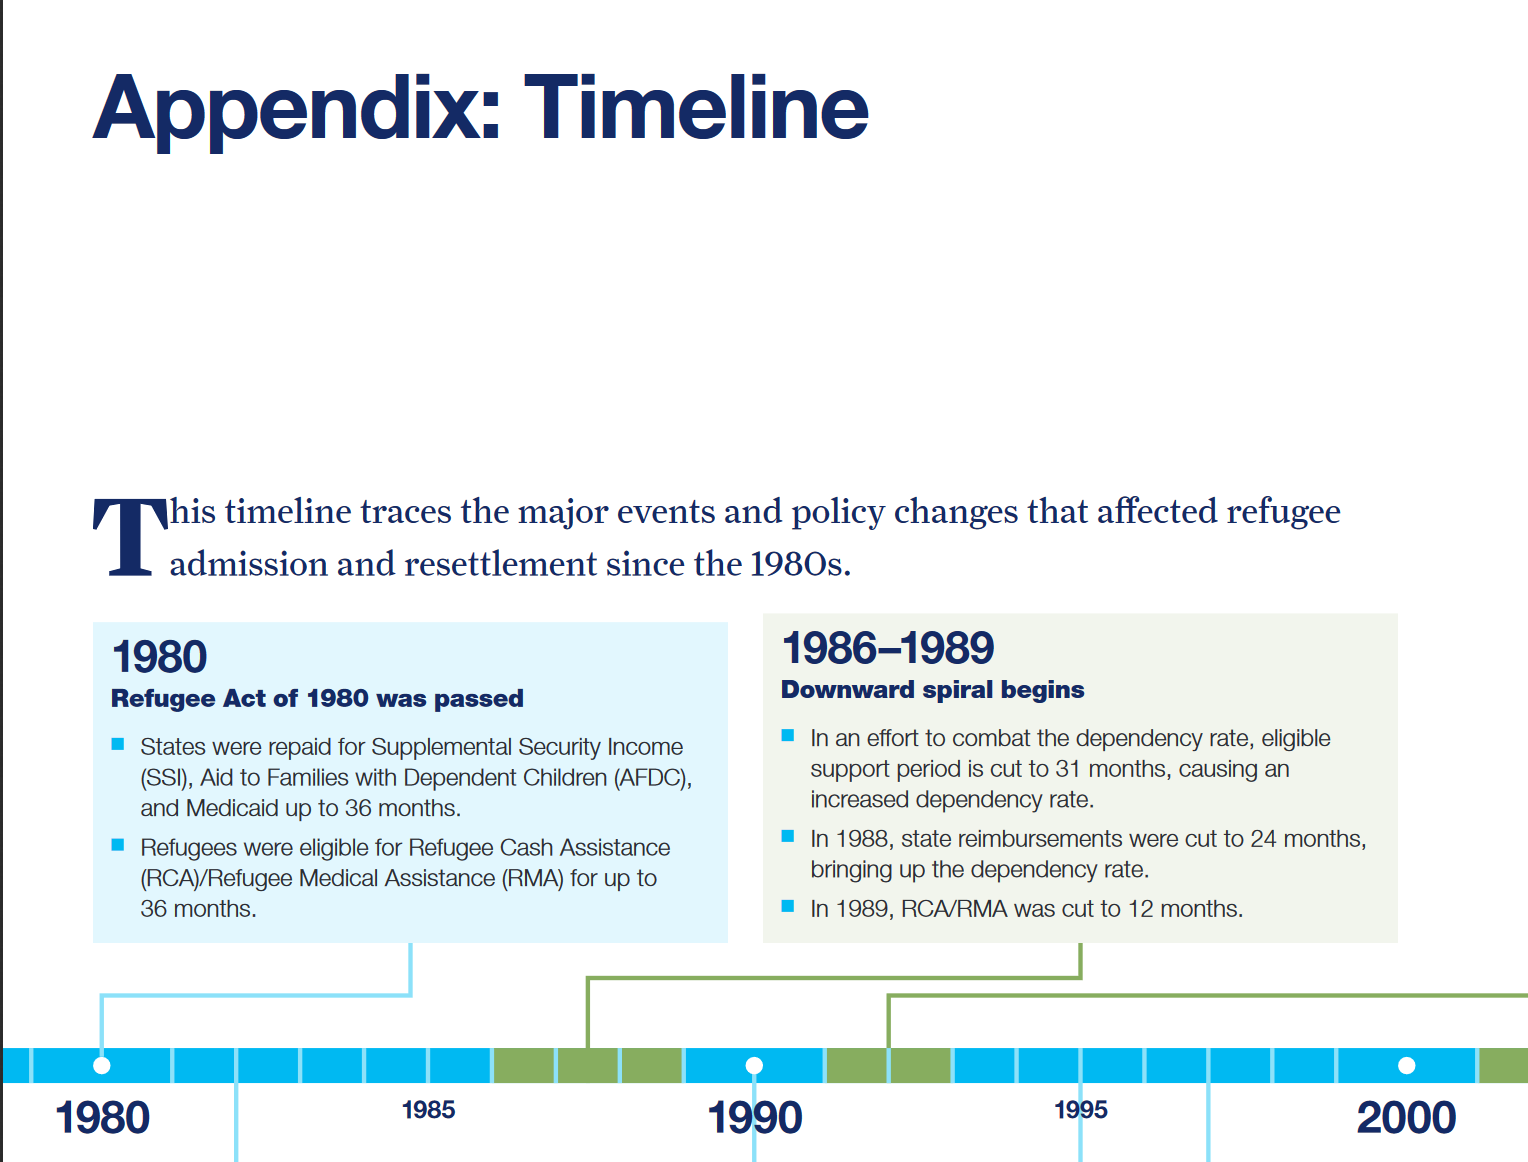 Appendix: Timeline
This timeline traces the major events and policy changes that affected refugee
admission and resettlement since the 1980s.
1980
Refugee Act of 1980 was passed
States were repaid for Supplemental Security Income
(SSI), Aid to Families with Dependent Children (AFDC),
and Medicaid up to 36 months.
Refugees were eligible for Refugee Cash Assistance
(RCA)/Refugee Medical Assistance (RMA) for up to
36 months.
1986–1989
Downward spiral begins
In an effort to combat the dependency rate, eligible
support period is cut to 31 months, causing an
increased dependency rate.
In 1988, state reimbursements were cut to 24 months,
bringing up the dependency rate.
In 1989, RCA/RMA was cut to 12 months.
1980
1985
1990
1995
2000